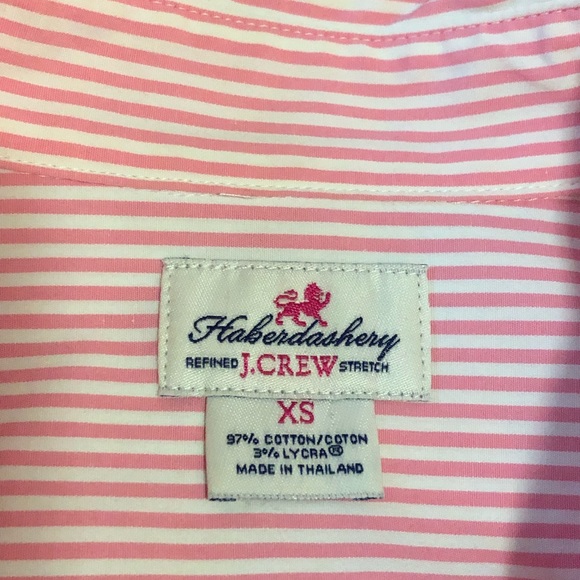 Haberdashery
REFINED J.CREW STRETCH
XS
97% COTTON/COTON
3% LYCRA®
MADE IN THAILAND